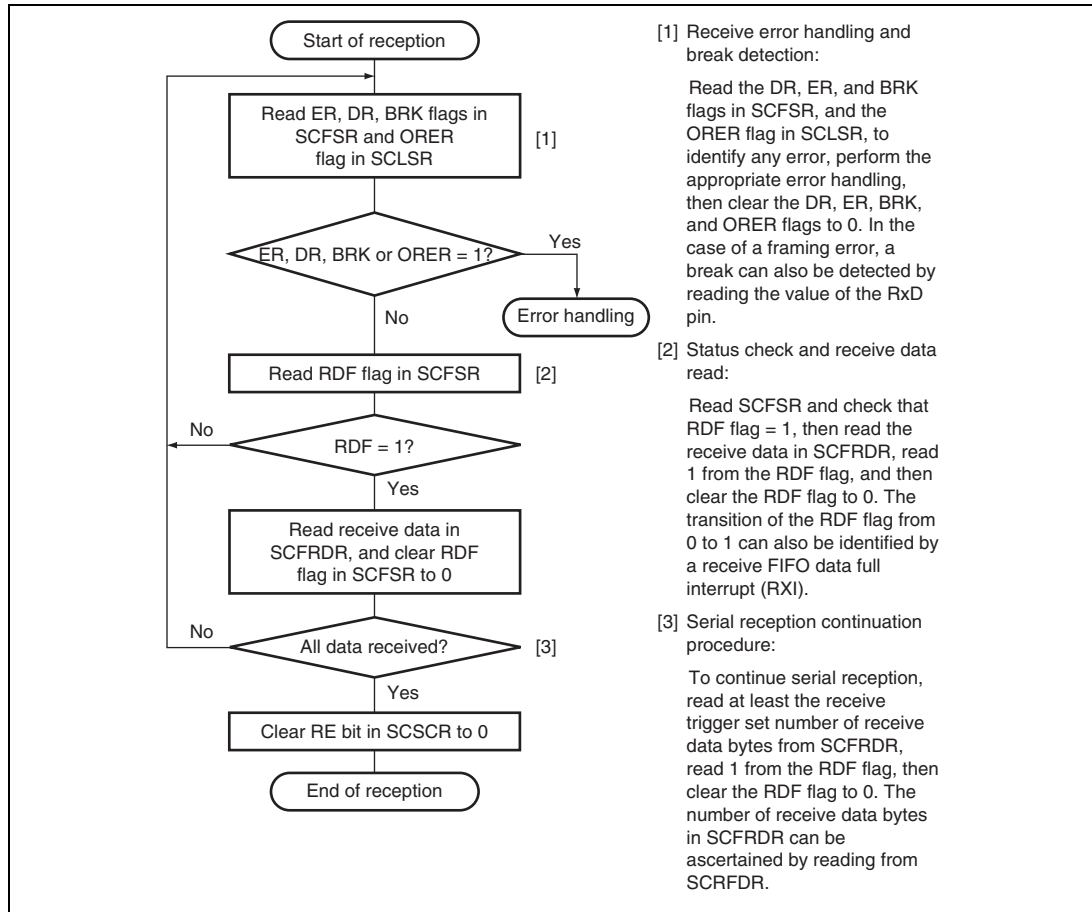 Start of reception
Read ER, DR, BRK flags in
SCFSR and ORER
flag in SCLSR
[1]
ER, DR, BRK or ORER = 1?
Yes
No
Error handling
Read RDF flag in SCFSR
[2]
No
RDF = 1?
Yes
Read receive data in
SCFRDR, and clear RDF
flag in SCFSR to 0
No
All data received?
[3]
Yes
Clear RE bit in SCSCR to 0
End of reception
[1] Receive error handling and
break detection:
Read the DR, ER, and BRK
flags in SCFSR, and the
ORER flag in SCLSR, to
identify any error, perform the
appropriate error handling,
then clear the DR, ER, BRK,
and ORER flags to 0. In the
case of a framing error, a
break can also be detected by
reading the value of the RxD
pin.
[2] Status check and receive data
read:
Read SCFSR and check that
RDF flag = 1, then read the
receive data in SCFRDR, read
1 from the RDF flag, and then
clear the RDF flag to 0. The
transition of the RDF flag from
0 to 1 can also be identified by
a receive FIFO data full
interrupt (RXI).
[3] Serial reception continuation
procedure:
To continue serial reception,
read at least the receive
trigger set number of receive
data bytes from SCFRDR,
read 1 from the RDF flag, then
clear the RDF flag to 0. The
number of receive data bytes
in SCFRDR can be
ascertained by reading from
SCRFDR.